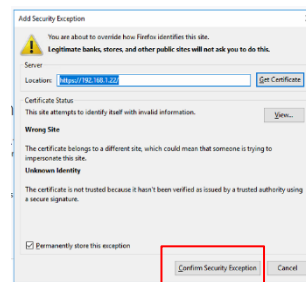 Add Security Exception
You are about to override how Firefox identifies this site.
Legitimate banks, stores, and other public sites will not ask you to do this.
Server
Location: https://192.168.1.22/ Get Certificate
Certificate Status
This site attempts to identify itself with invalid information. View...
Wrong Site
The certificate belongs to a different site, which could mean that someone is trying to
impersonate this site.
Unknown Identity
The certificate is not trusted because it hasn't been verified as issued by a trusted authority using
a secure signature.
Permanently store this exception
Confirm Security Exception Cancel